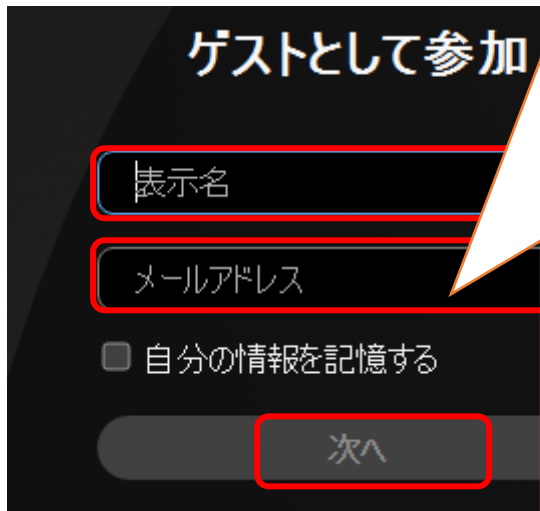 ゲストとして参加
表示名
メールアドレス
自分の情報を記憶する
次へ